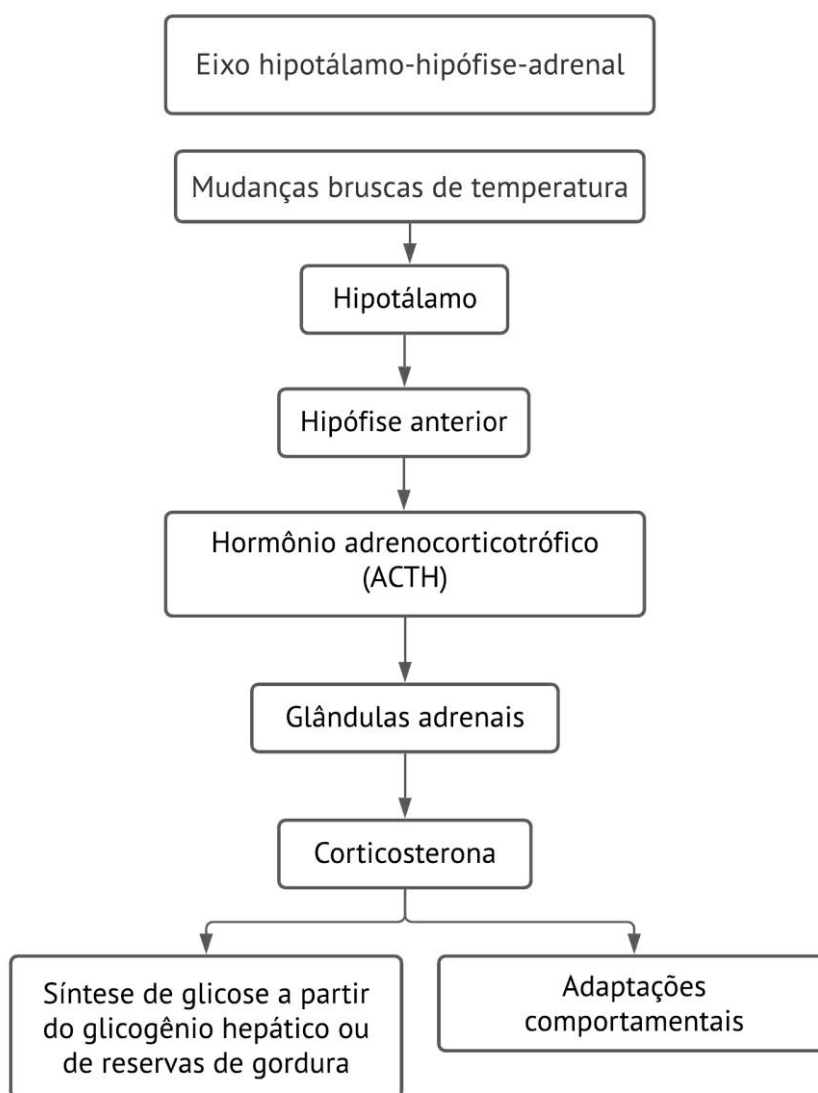 Eixo hipotálamo-hipófise-adrenal
Mudanças bruscas de temperatura
Hipotálamo
Hipófise anterior
Hormônio adrenocorticotrófico
(ACTH)
Glândulas adrenais
Corticosterona
Síntese de glicose a partir
do glicogênio hepático ou
de reservas de gordura
Adaptações
comportamentais